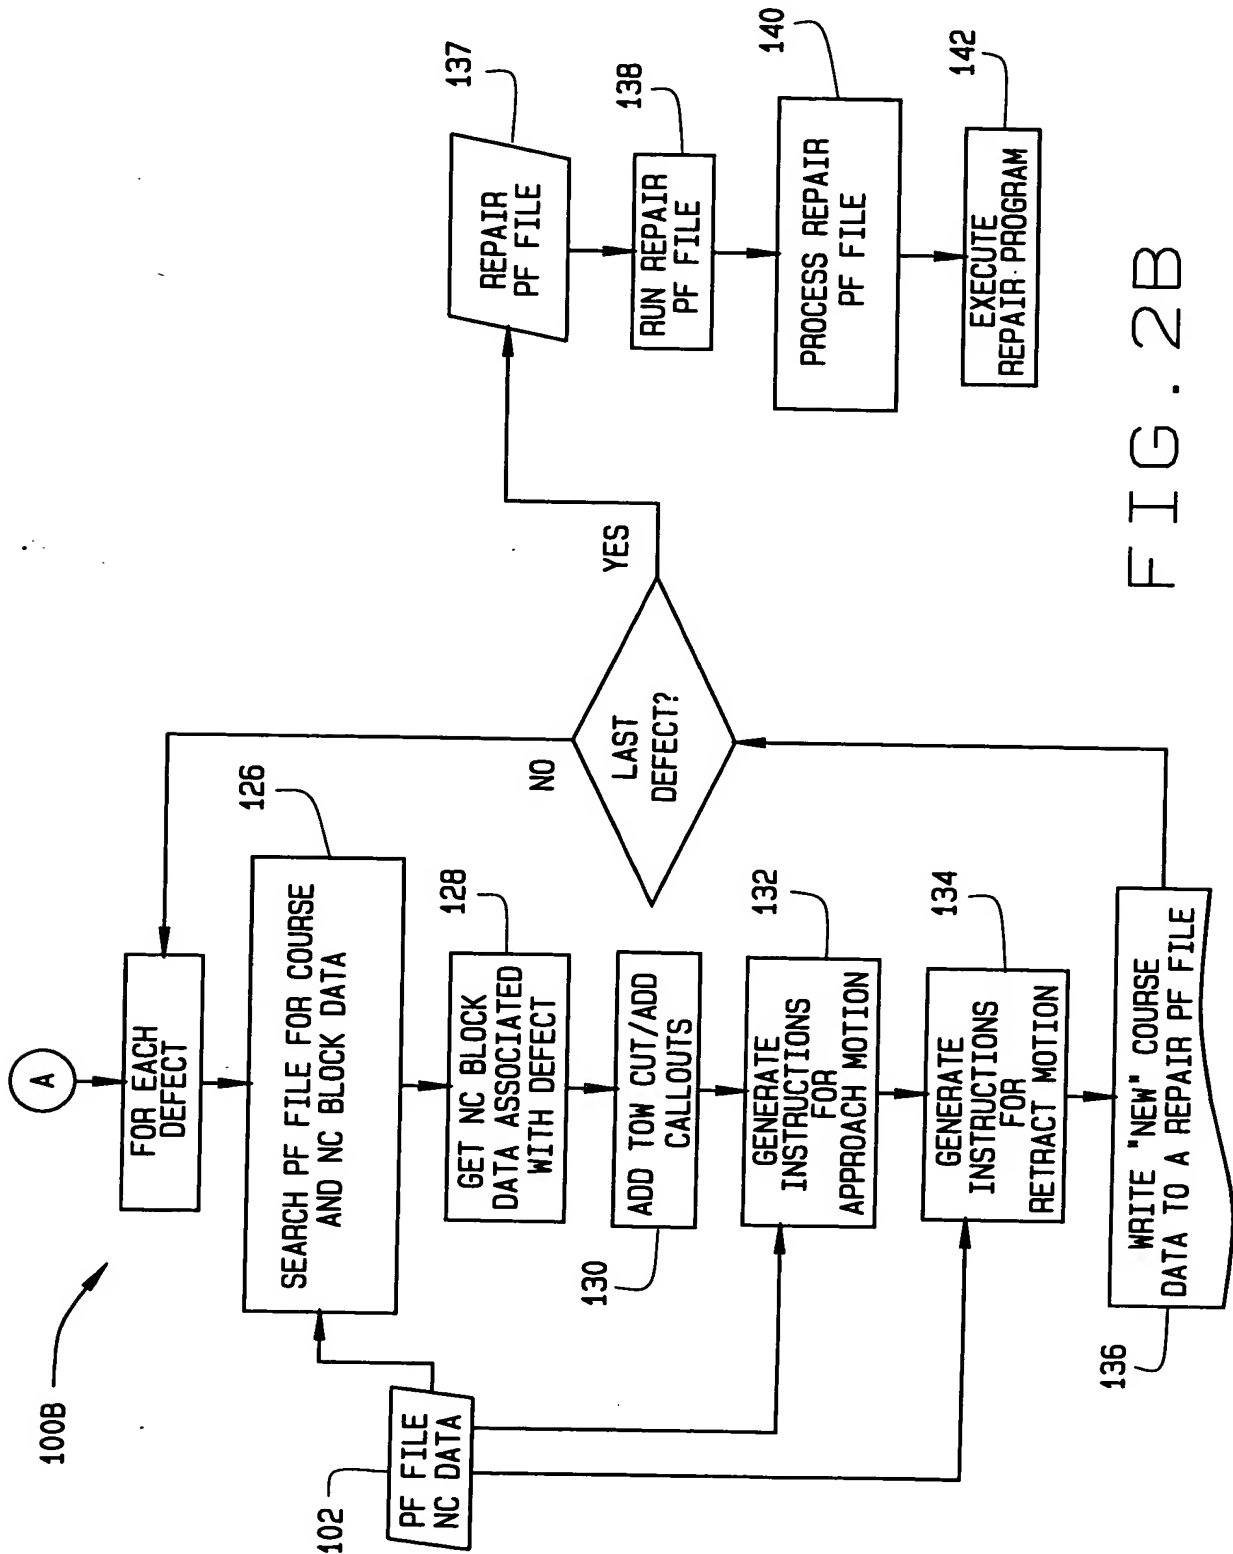 100B
A
FOR EACH
DEFECT
102
PF FILE
NC DATA
SEARCH PF FILE FOR COURSE
AND NC BLOCK DATA
126
GET NC BLOCK
DATA ASSOCIATED
WITH DEFECT
128
ADD TOW CUT/ADD
CALLOUTS
130
GENERATE
INSTRUCTIONS
FOR
APPROACH MOTION
132
GENERATE
INSTRUCTIONS
FOR
RETRACT MOTION
134
WRITE "NEW" COURSE
DATA TO A REPAIR PF FILE
136
LAST
DEFECT?
NO
YES
REPAIR
PF FILE
137
RUN REPAIR
PF FILE
138
PROCESS REPAIR
PF FILE
140
EXECUTE
REPAIR PROGRAM
142
FIG. 2B